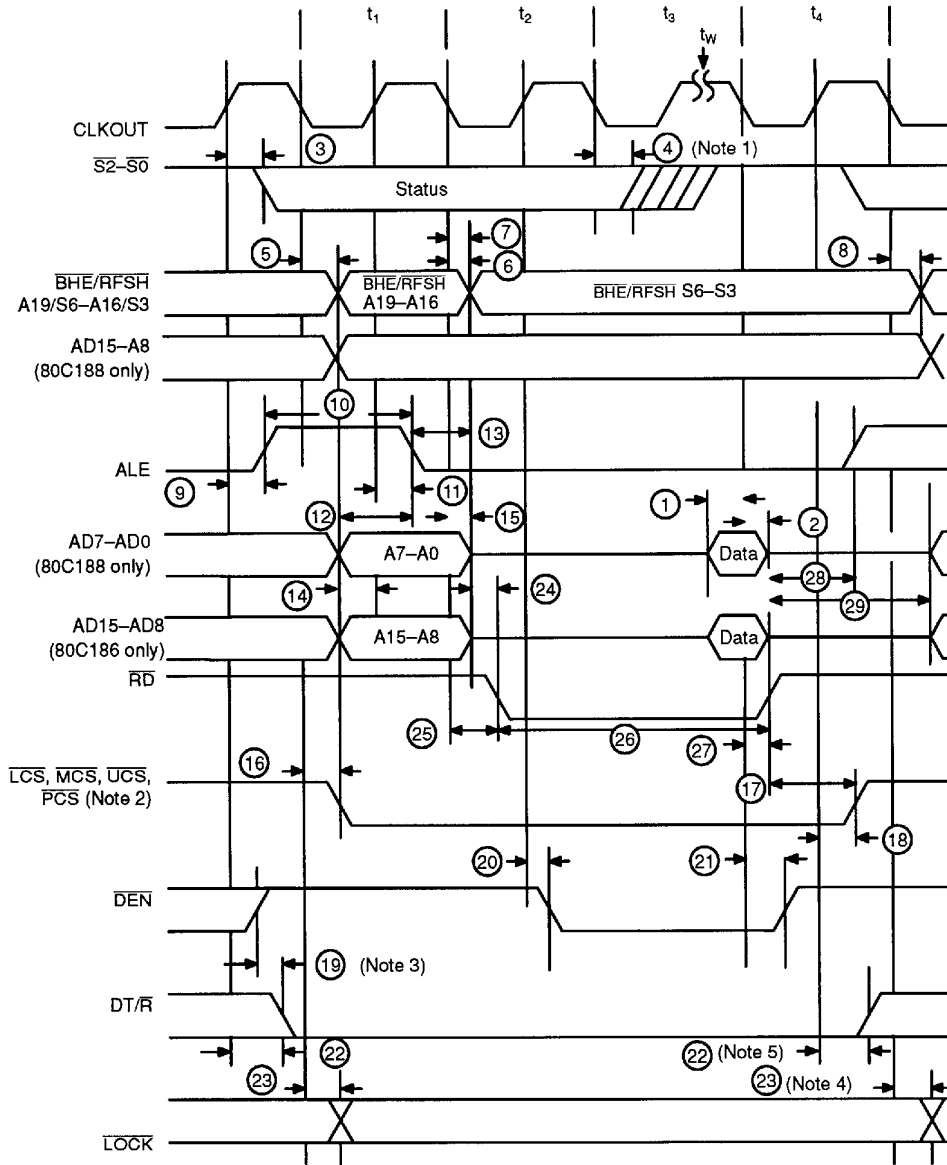 t1 t2 t3 t4
tW
CLKOUT
3 4 (Note 1)
S2–S0
Status
7
5 6 8
BHE/RFSH
A19/S6–A16/S3
BHE/RFSH
A19–A16
BHE/RFSH S6–S3
AD15–A8
(80C188 only)
10
13
ALE
9 11
1
12 15 2
AD7–AD0
(80C188 only)
A7–A0
Data
28
14 24
29
AD15–AD8
(80C186 only)
A15–A8
Data
RD
25 26 27
16
LCS, MCS, UCS,
PCS (Note 2)
17
18
20 21
DEN
19 (Note 3)
DT/R
22 22 (Note 5)
23 23 (Note 4)
LOCK